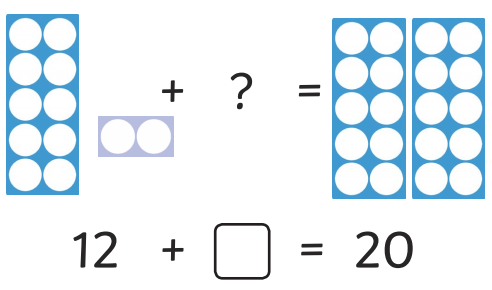 + ? =
12 + = 20